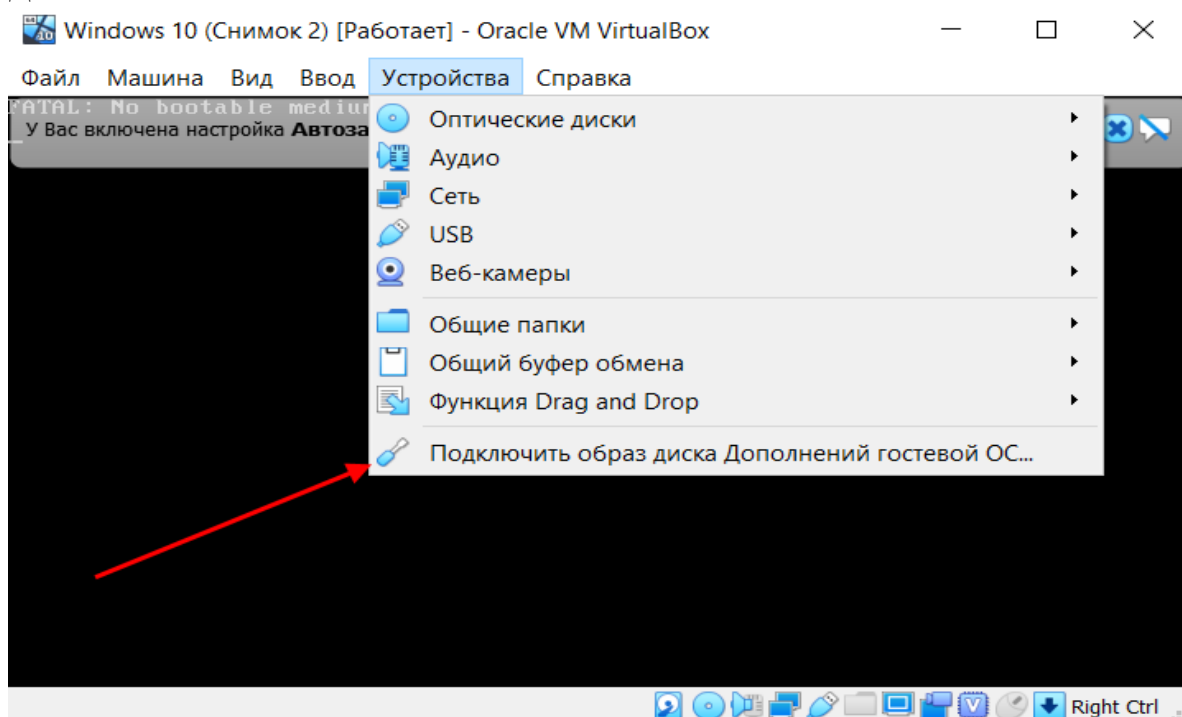 Windows 10 (Снимок 2) [Работает] - Oracle VM VirtualBox
Файл Машина Вид Ввод Устройства Справка
FATAL: No bootable medium
У Вас включена настройка Автоза
Оптические диски
Аудио
Сеть
USB
Веб-камеры
Общие папки
Общий буфер обмена
Функция Drag and Drop
Подключить образ диска Дополнений гостевой ОС...
Right Ctrl